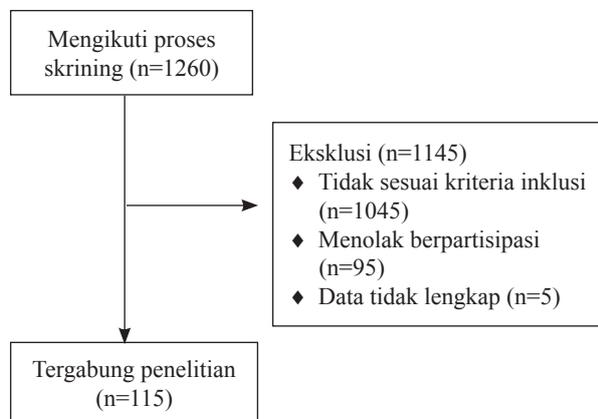 Mengikuti proses
skrining (n=1260)
Eksklusi (n=1145)
♦ Tidak sesuai kriteria inklusi
(n=1045)
♦ Menolak berpartisipasi
(n=95)
♦ Data tidak lengkap (n=5)
Tergabung penelitian
(n=115)